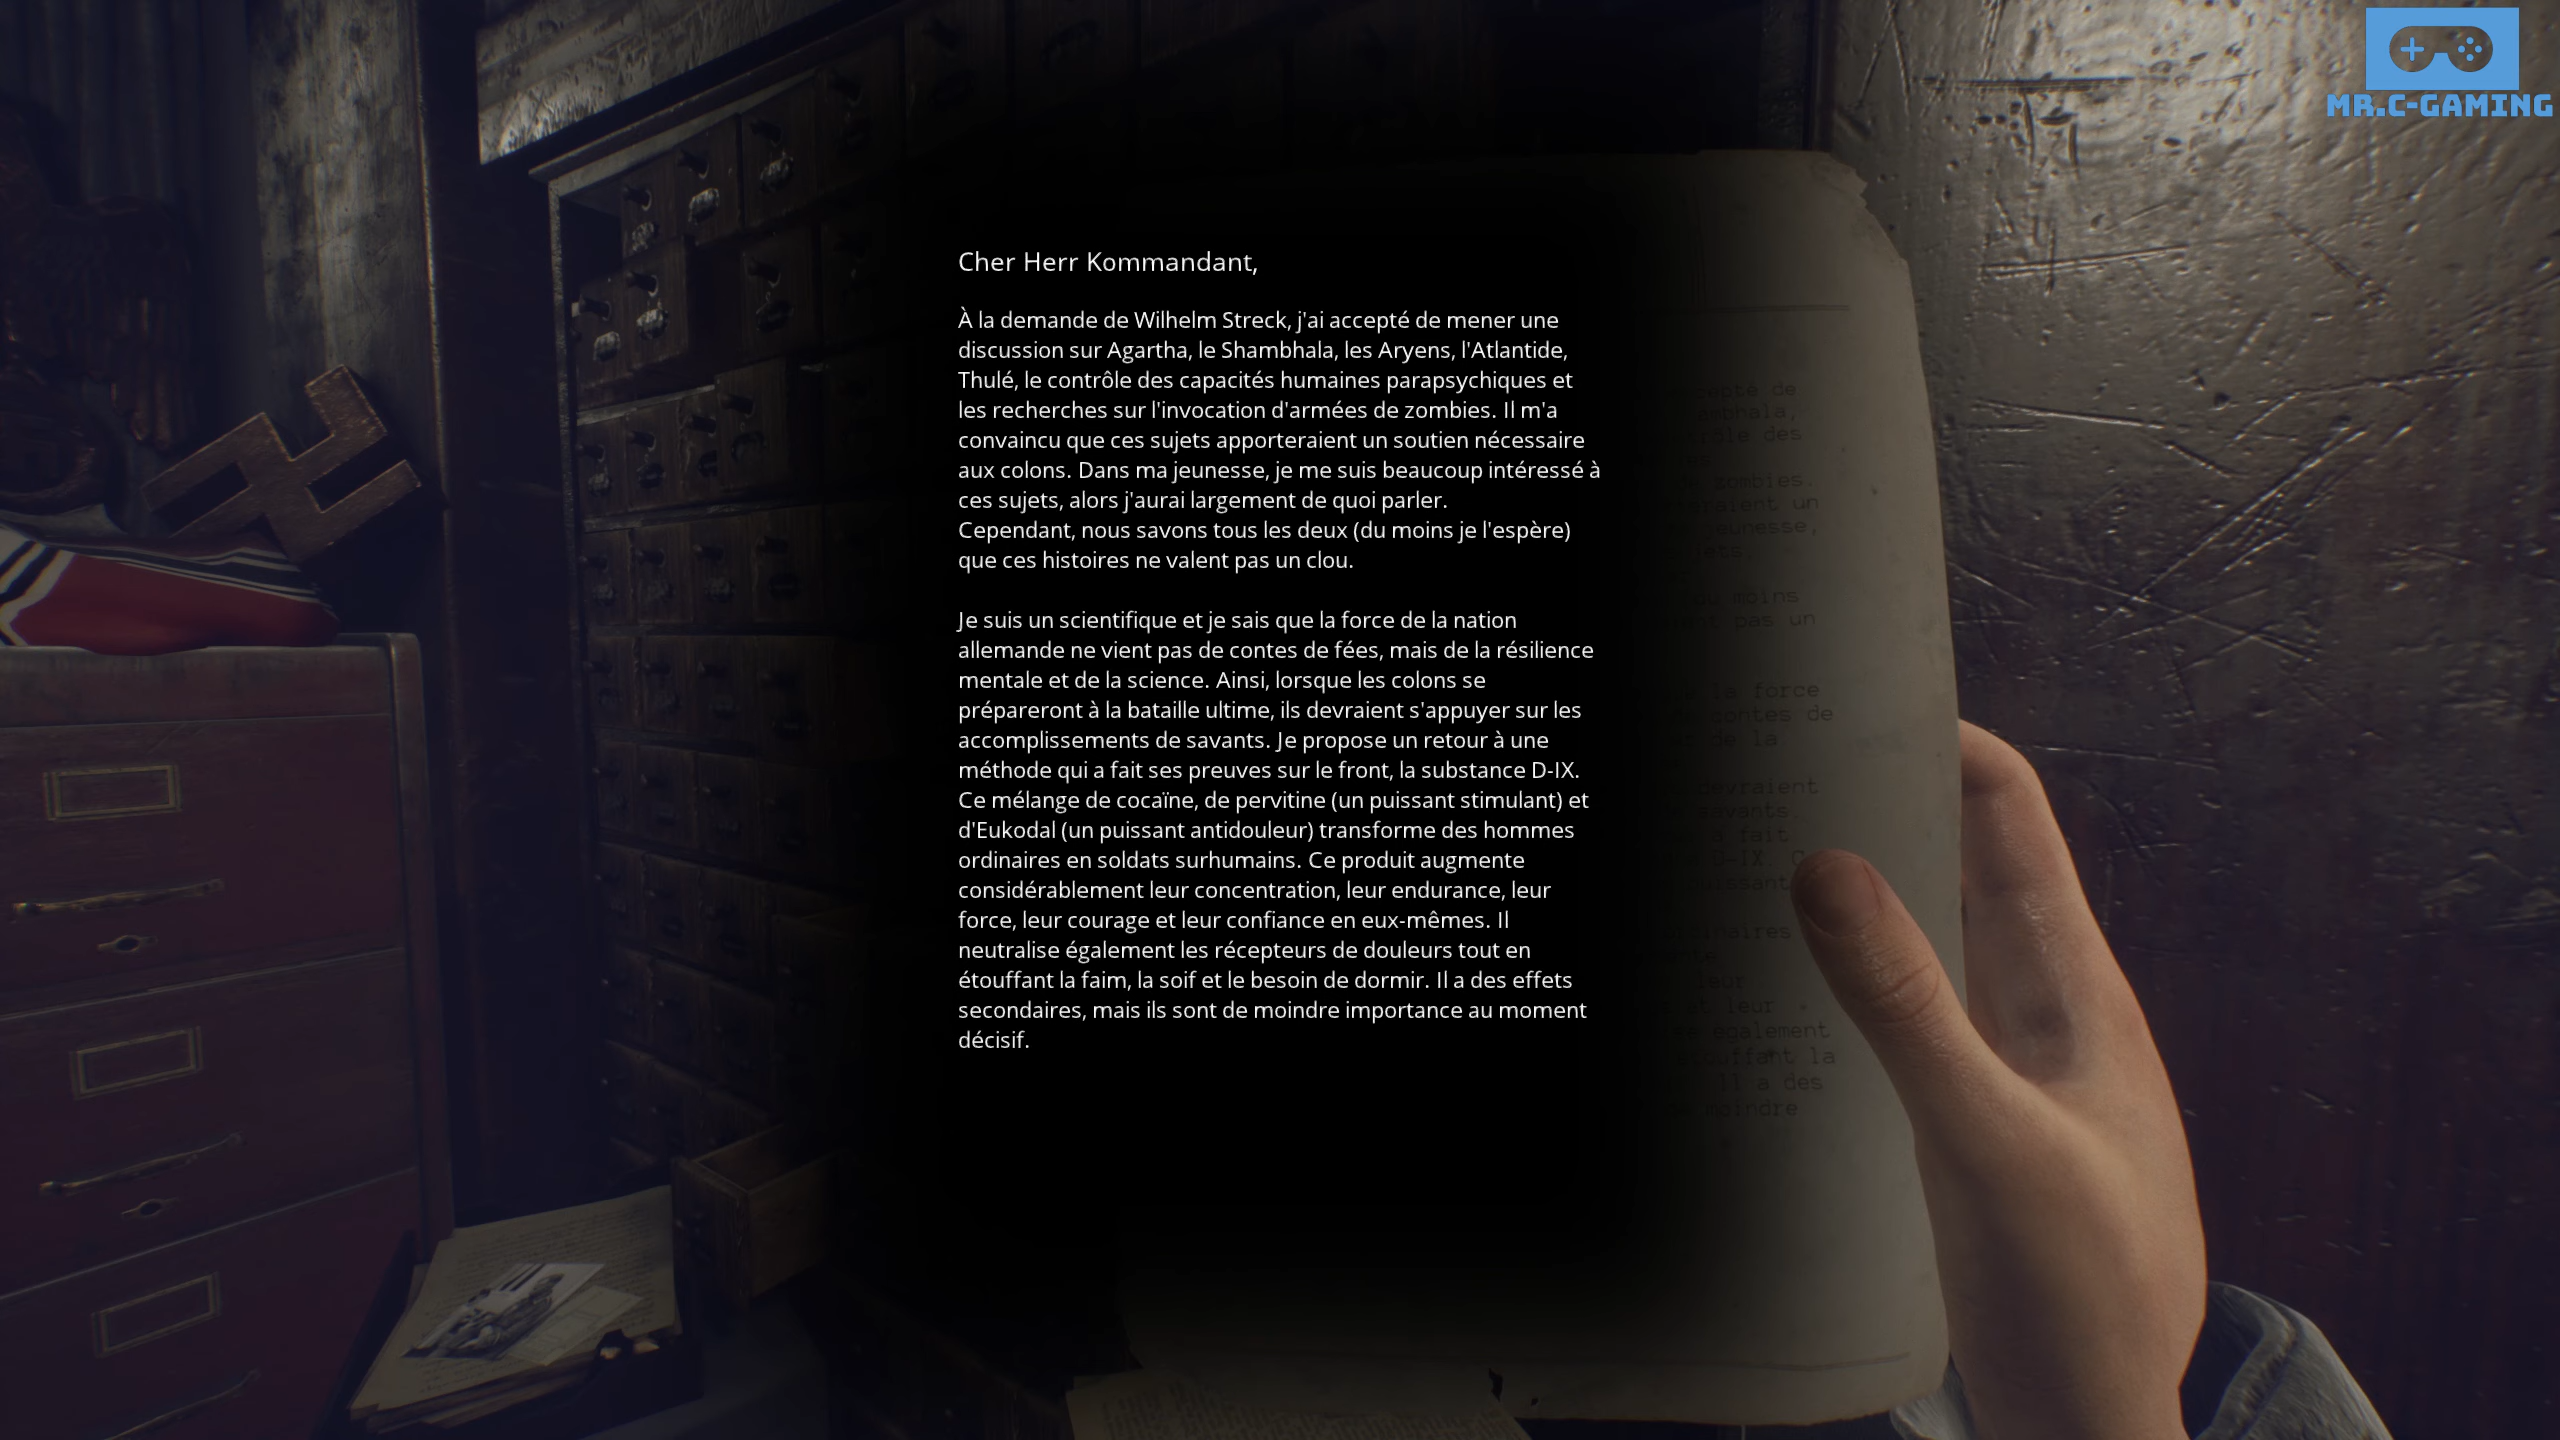 MR.C-GAMING
Cher Herr Kommandant,
À la demande de Wilhelm Streck, j'ai accepté de mener une
discussion sur Agartha, le Shambhala, les Aryens, l'Atlantide,
Thulé, le contrôle des capacités humaines parapsychiques et
les recherches sur l'invocation d'armées de zombies. Il m'a
convaincu que ces sujets apporteraient un soutien nécessaire
aux colons. Dans ma jeunesse, je me suis beaucoup intéressé à
ces sujets, alors j'aurai largement de quoi parler.
Cependant, nous savons tous les deux (du moins je l'espère)
que ces histoires ne valent pas un clou.
Je suis un scientifique et je sais que la force de la nation
allemande ne vient pas de contes de fées, mais de la résilience
mentale et de la science. Ainsi, lorsque les colons se
prépareront à la bataille ultime, ils devraient s'appuyer sur les
accomplissements de savants. Je propose un retour à une
méthode qui a fait ses preuves sur le front, la substance D-IX.
Ce mélange de cocaïne, de pervitine (un puissant stimulant) et
d'Eukodal (un puissant antidouleur) transforme des hommes
ordinaires en soldats surhumains. Ce produit augmente
considérablement leur concentration, leur endurance, leur
force, leur courage et leur confiance en eux-mêmes. Il
neutralise également les récepteurs de douleurs tout en
étouffant la faim, la soif et le besoin de dormir. Il a des effets
secondaires, mais ils sont de moindre importance au moment
décisif.